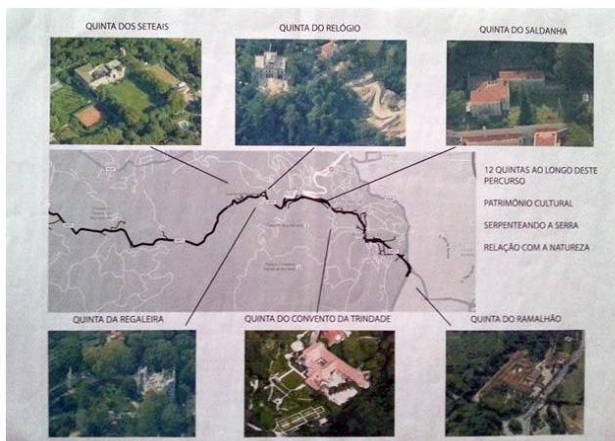 QUINTA DOS SETEAIS
QUINTA DO RELÓGIO
QUINTA DO SALDANHA
12 QUINTAS AO LONGO DESTE
PERCURSO
PATRIMÓNIO CULTURAL
SERPENTEANDO A SERRA
RELAÇÃO COM A NATUREZA
QUINTA DA REGALEIRA
QUINTA DO CONVENTO DA TRINDADE
QUINTA DO RAMALHÃO